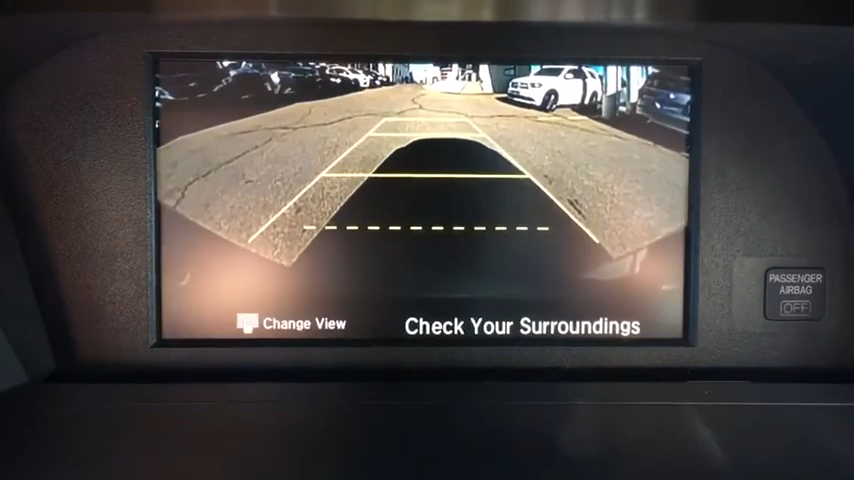 Change View
Check Your Surroundings
PASSENGER
AIRBAG
OFF